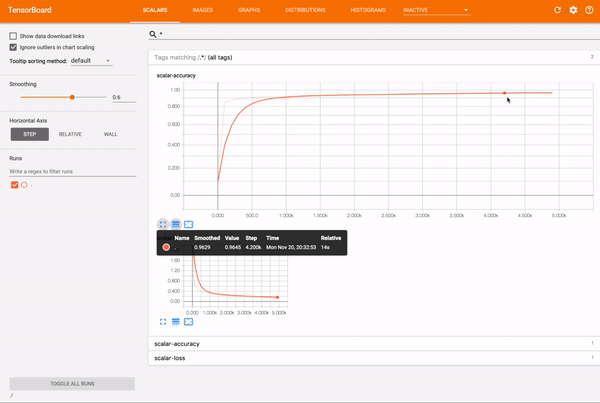 TensorBoard SCALARS IMAGES GRAPHS DISTRIBUTIONS HISTOGRAMS INACTIVE
Show data download links
Ignore outliers in chart scaling
Tooltip sorting method: default
Smoothing
0.6
Horizontal Axis
STEP RELATIVE WALL
Runs
Write a regex to filter runs
.
TOGGLE ALL RUNS
/
.*
Tags matching /.*/ (all tags) 2
scalar-accuracy
1.00
0.800
0.600
0.400
0.200
0.00
0.000 500.0 1.000k 1.500k 2.000k 2.500k 3.000k 3.500k 4.000k 4.500k 5.000k
Name Smoothed Value Step Time Relative
. 0.9629 0.9645 4.200k Mon Nov 20, 20:32:53 14s
1.60
1.20
0.800
0.400
0.00
0.000 1.000k 2.000k 3.000k 4.000k 5.000k
scalar-accuracy 1
scalar-loss 1